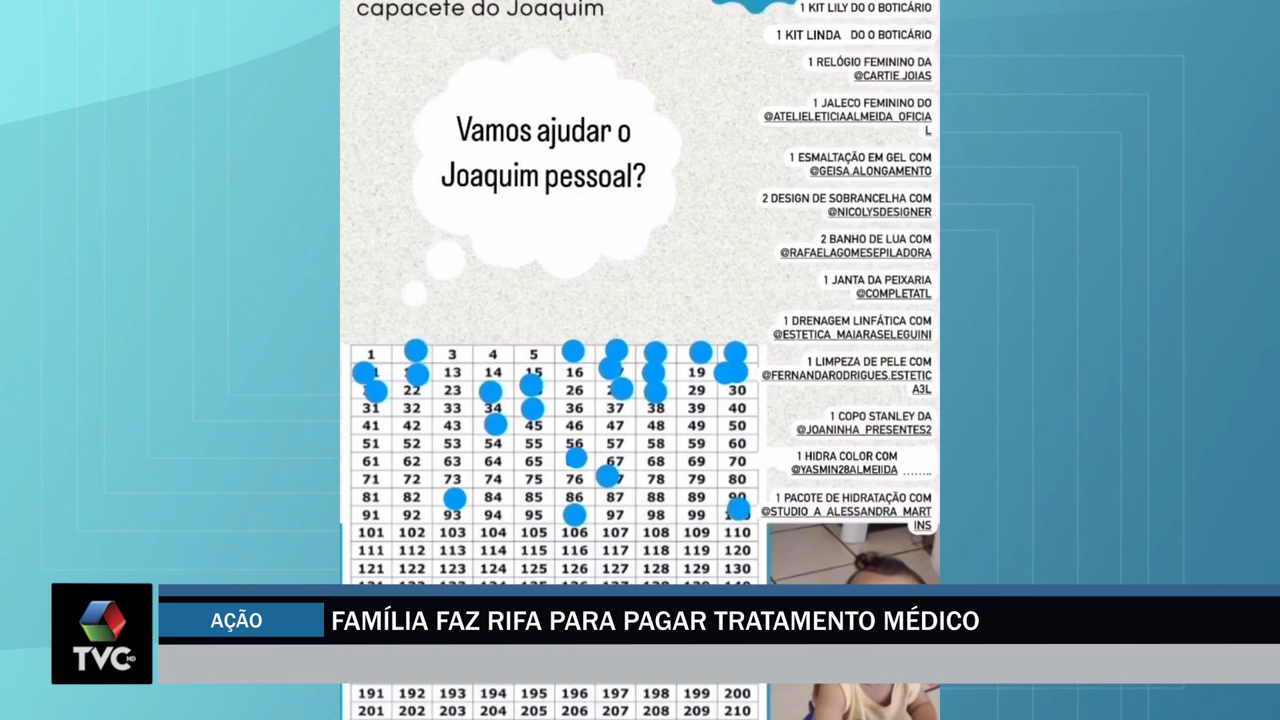 capacete do Joaquim
Vamos ajudar o
Joaquim pessoal?
1 KIT LILY DO O BOTICÁRIO
1 KIT LINDA DO O BOTICÁRIO
1 RELÓGIO FEMININO DA
@CARTIE.JOIAS
1 JALECO FEMININO DO
@ATELIELETICIAALMEIDA_OFICIA
L
1 ESMALTAÇÃO EM GEL COM
@GEISA.ALONGAMENTO
2 DESIGN DE SOBRANCELHA COM
@NICOLYSDESIGNER
2 BANHO DE LUA COM
@RAFAELAGOMESEPILADORA
1 JANTA DA PEIXARIA
@COMPLETATL
1 DRENAGEM LINFÁTICA COM
@ESTETICA_MAIARASELEGUINI
1 LIMPEZA DE PELE COM
@FERNANDARODRIGUES.ESTETIC
A3L
1 COPO STANLEY DA
@JOANINHA_PRESENTES2
1 HIDRA COLOR COM
@YASMIN28ALMEIIDA ........
1 PACOTE DE HIDRATAÇÃO COM
@STUDIO_A_ALESSANDRA_MART
INS
1 3 4 5
13 14 15 16 19
22 23 26 29 30
31 32 33 34 36 37 38 39 40
41 42 43 45 46 47 48 49 50
51 52 53 54 55 56 57 58 59 60
61 62 63 64 65 67 68 69 70
71 72 73 74 75 76 78 79 80
81 82 84 85 86 87 88 89 90
91 92 93 94 95 97 98 99
101 102 103 104 105 106 107 108 109 110
111 112 113 114 115 116 117 118 119 120
121 122 123 124 125 126 127 128 129 130
AÇÃO
FAMÍLIA FAZ RIFA PARA PAGAR TRATAMENTO MÉDICO
TVC HD
191 192 193 194 195 196 197 198 199 200
201 202 203 204 205 206 207 208 209 210